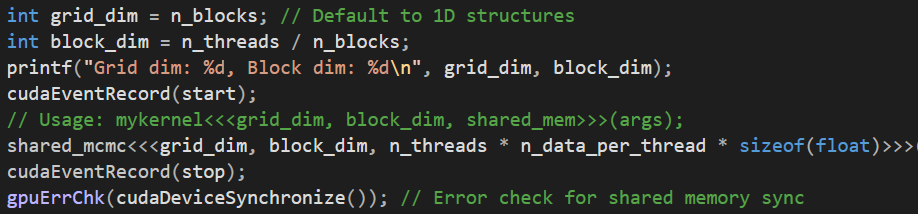 int grid_dim = n_blocks; // Default to 1D structures
int block_dim = n_threads / n_blocks;
printf("Grid dim: %d, Block dim: %d\n", grid_dim, block_dim);
cudaEventRecord(start);
// Usage: mykernel<<<grid_dim, block_dim, shared_mem>>>(args);
shared_mcmc<<<grid_dim, block_dim, n_threads * n_data_per_thread * sizeof(float)>>>(
cudaEventRecord(stop);
gpuErrChk(cudaDeviceSynchronize()); // Error check for shared memory sync